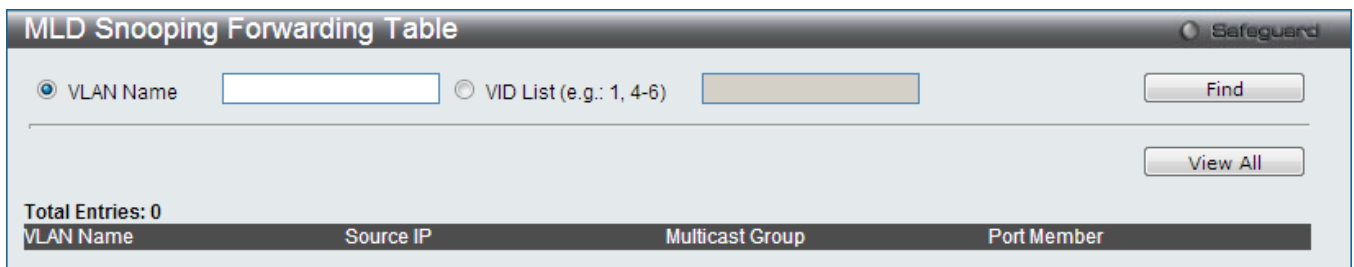 MLD Snooping Forwarding Table Safeguard
VLAN Name VID List (e.g.: 1, 4-6) Find
View All
Total Entries: 0
VLAN Name Source IP Multicast Group Port Member